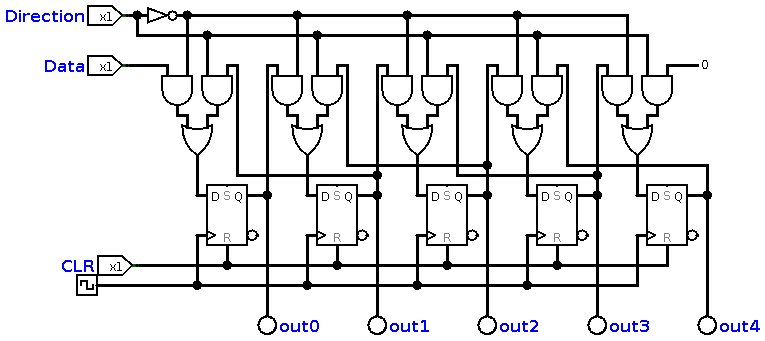 Direction x1
Data x1 0
D S Q D S Q D S Q D S Q D S Q
R R R R R
CLR x1
out0 out1 out2 out3 out4